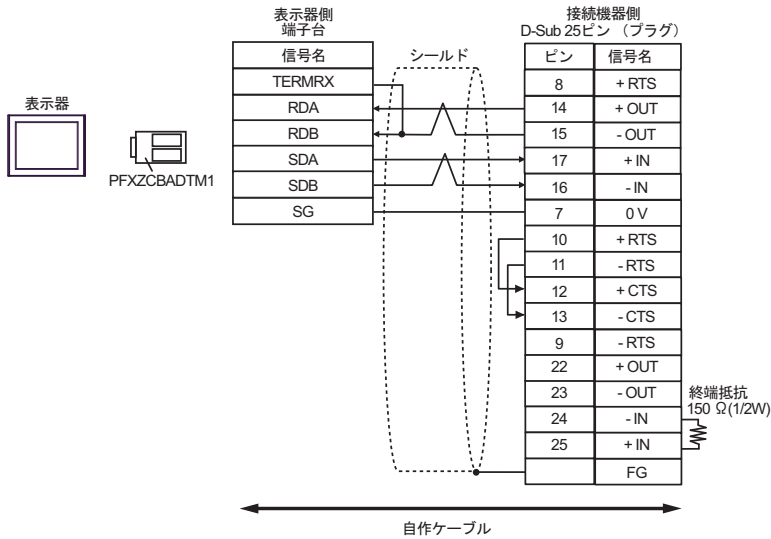 表示器側
端子台
接続機器側
D-Sub 25ピン （プラグ）
信号名
シールド
ピン 信号名
TERMRX
8 +RTS
表示器
RDA
14 +OUT
RDB
15 -OUT
SDA
17 +IN
PFXZCBADTM1
SDB
16 -IN
SG
7 0 V
10 +RTS
11 -RTS
12 +CTS
13 -CTS
9 -RTS
22 +OUT
23 -OUT
終端抵抗
150 Ω(1/2W)
24 -IN
25 +IN
FG
自作ケーブル